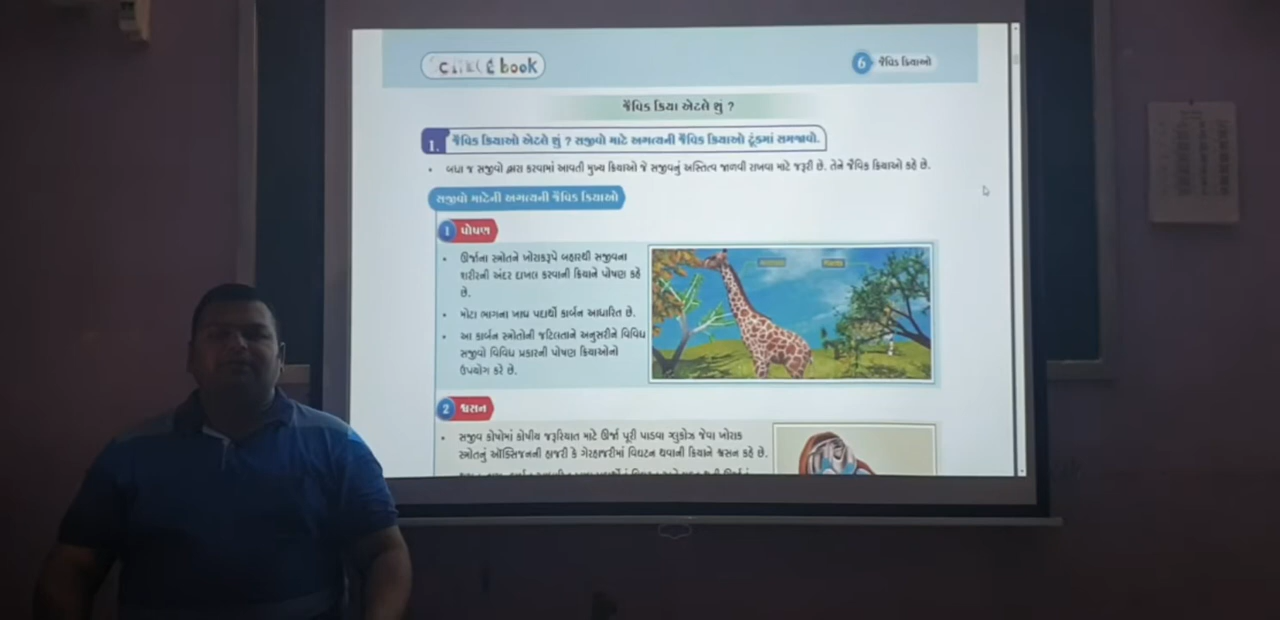 book
6 જૈવિક ક્રિયાઓ
જૈવિક ક્રિયા એટલે શું ?
1. જૈવિક ક્રિયાઓ એટલે શું ? સજીવો માટે અગત્યની જૈવિક ક્રિયાઓ ટૂંકમાં સમજાવો.
• બધા જ સજીવો દ્વારા કરવામાં આવતી મુખ્ય ક્રિયાઓ જે સજીવનું અસ્તિત્વ જાળવી રાખવા માટે જરૂરી છે. તેને જૈવિક ક્રિયાઓ કહે છે.
સજીવો માટેની અગત્યની જૈવિક ક્રિયાઓ
1 પોષણ
• ઊર્જાના સ્રોતને ખોરાકરૂપે બહારથી સજીવના
શરીરની અંદર દાખલ કરવાની ક્રિયાને પોષણ કહે
છે.
• મોટા ભાગના ખાદ્ય પદાર્થો કાર્બન આધારિત છે.
• આ કાર્બન સ્રોતોની જટિલતાને અનુસરીને વિવિધ
સજીવો વિવિધ પ્રકારની પોષણ ક્રિયાઓનો
ઉપયોગ કરે છે.
2 શ્વસન
• સજીવ કોષોમાં કોષીય જરૂરિયાત માટે ઊર્જા પૂરી પાડવા ગ્લુકોઝ જેવા ખોરાક
સ્રોતનું ઑક્સિજનની હાજરી કે ગેરહાજરીમાં વિઘટન થવાની ક્રિયાને શ્વસન કહે છે.